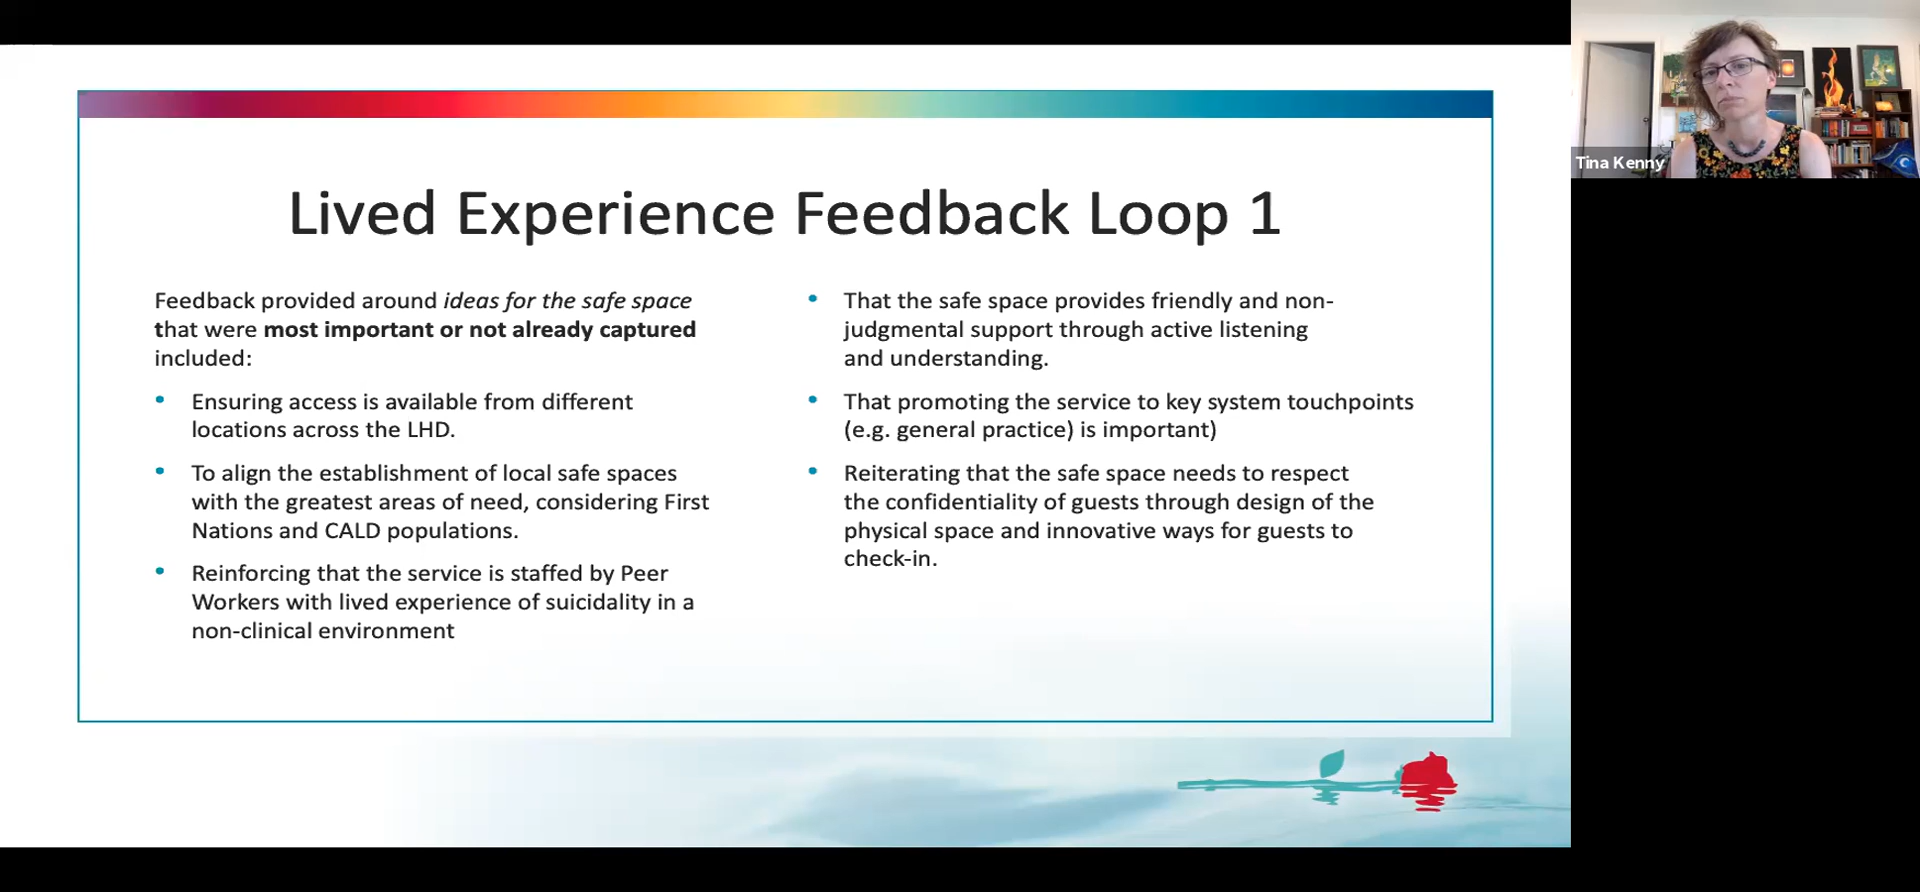 Lived Experience Feedback Loop 1
Feedback provided around ideas for the safe space
that were most important or not already captured
included:
• Ensuring access is available from different
locations across the LHD.
• To align the establishment of local safe spaces
with the greatest areas of need, considering First
Nations and CALD populations.
• Reinforcing that the service is staffed by Peer
Workers with lived experience of suicidality in a
non-clinical environment
• That the safe space provides friendly and non-
judgmental support through active listening
and understanding.
• That promoting the service to key system touchpoints
(e.g. general practice) is important)
• Reiterating that the safe space needs to respect
the confidentiality of guests through design of the
physical space and innovative ways for guests to
check-in.
Tina Kenny